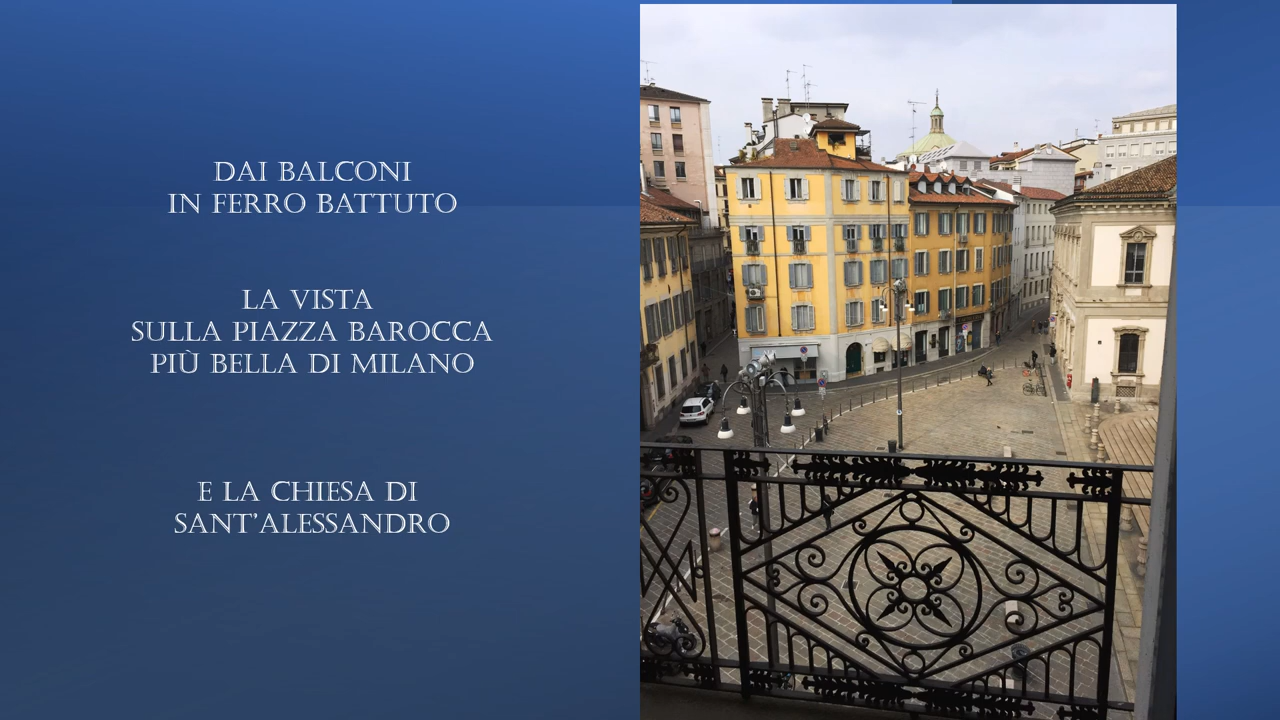 DAI BALCONI
IN FERRO BATTUTO
LA VISTA
SULLA PIAZZA BAROCCA
PIÙ BELLA DI MILANO
E LA CHIESA DI
SANT'ALESSANDRO